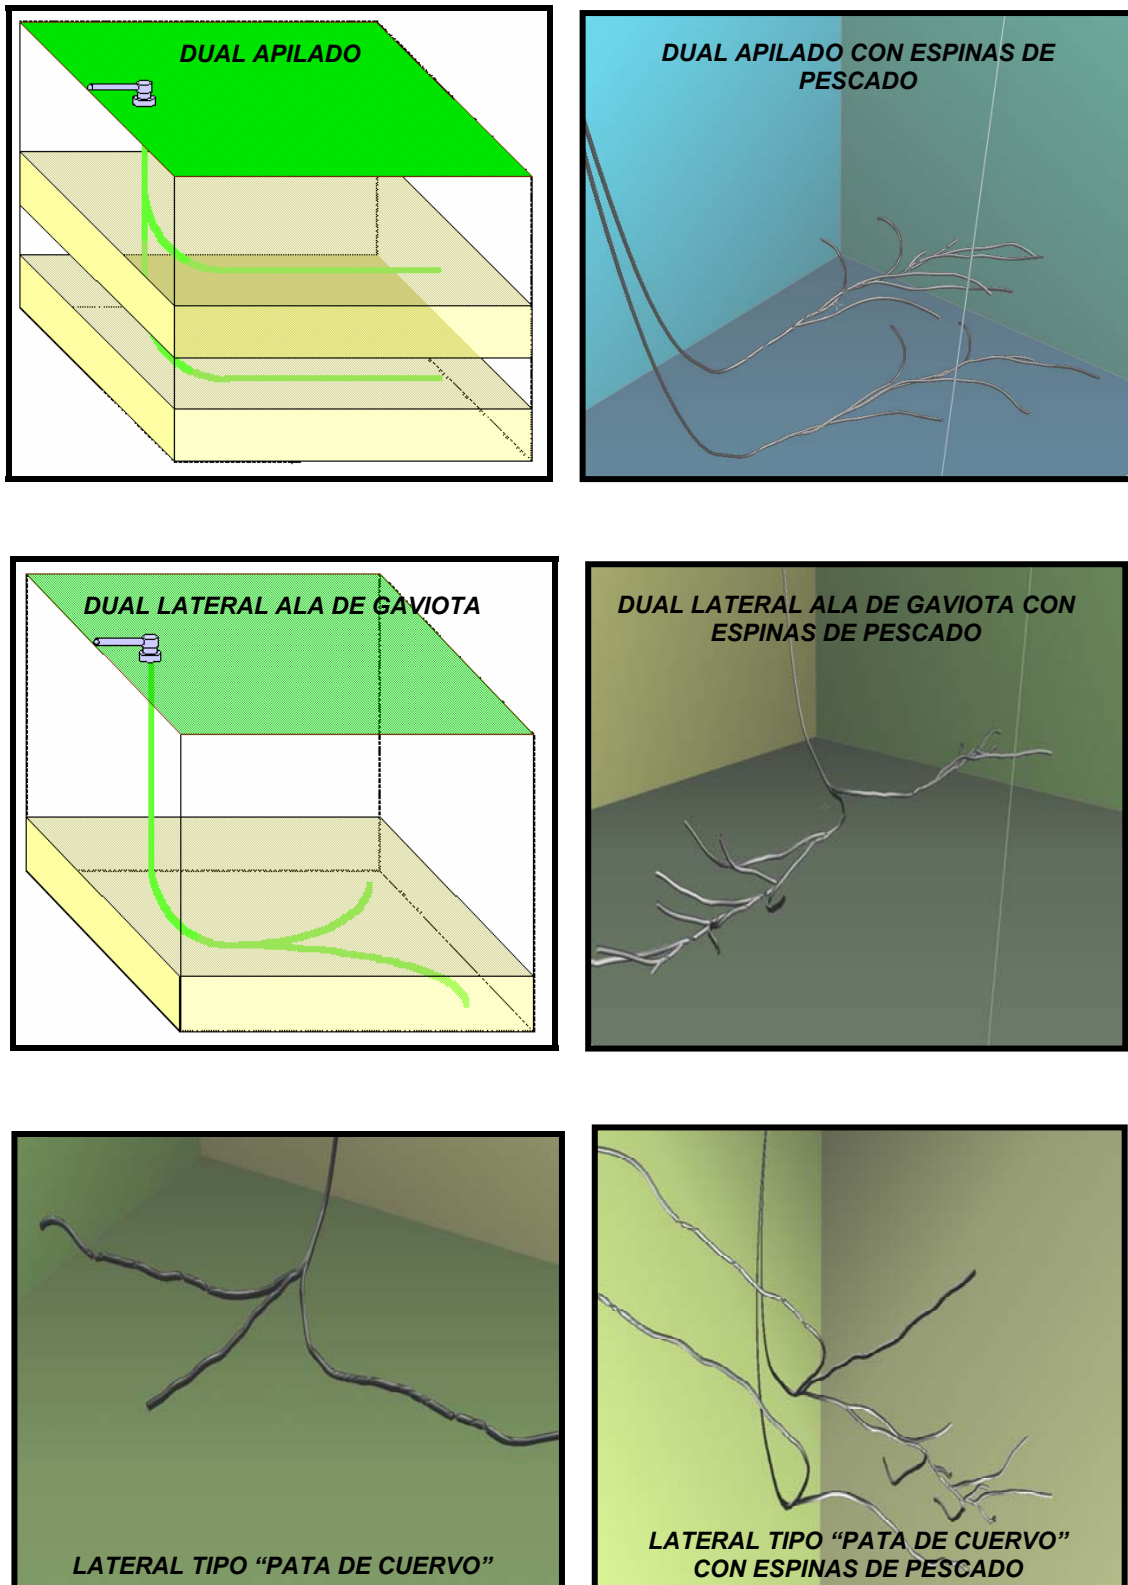 DUAL APILADO
DUAL APILADO CON ESPINAS DE
PESCADO
DUAL LATERAL ALA DE GAVIOTA
DUAL LATERAL ALA DE GAVIOTA CON
ESPINAS DE PESCADO
LATERAL TIPO “PATA DE CUERVO”
LATERAL TIPO “PATA DE CUERVO”
CON ESPINAS DE PESCADO